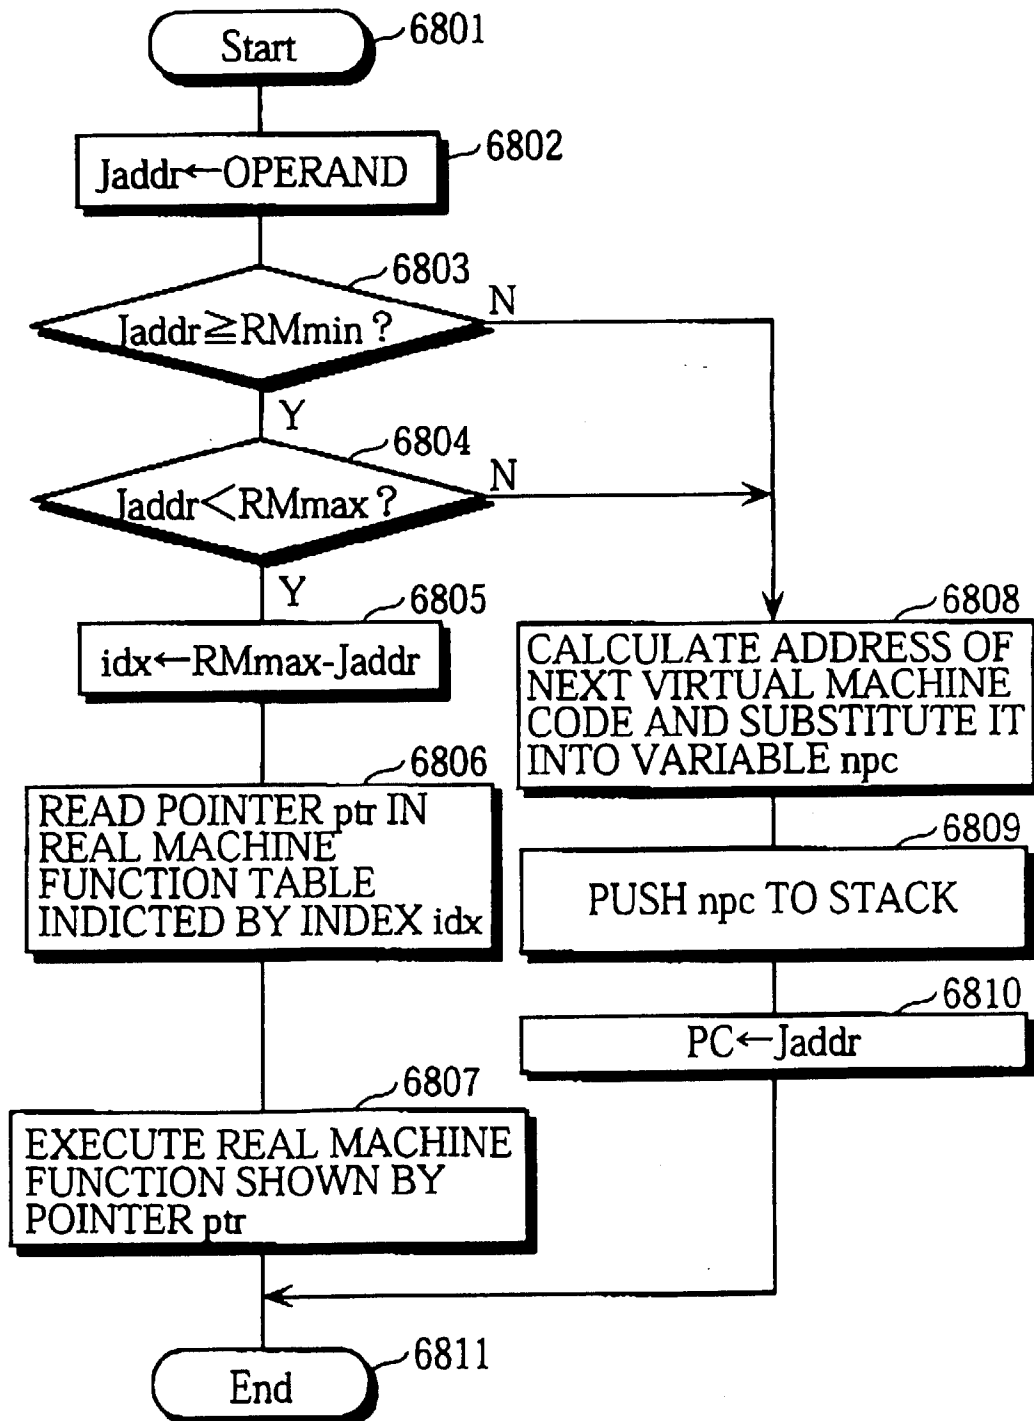 6801
Start
6802
Jaddr←OPERAND
6803
Jaddr≧RMmin?
N
Y
6804
Jaddr<RMmax?
N
Y
6805
idx←RMmax-Jaddr
6806
READ POINTER ptr IN
REAL MACHINE
FUNCTION TABLE
INDICTED BY INDEX idx
6807
EXECUTE REAL MACHINE
FUNCTION SHOWN BY
POINTER ptr
6808
CALCULATE ADDRESS OF
NEXT VIRTUAL MACHINE
CODE AND SUBSTITUTE IT
INTO VARIABLE npc
6809
PUSH npc TO STACK
6810
PC←Jaddr
6811
End